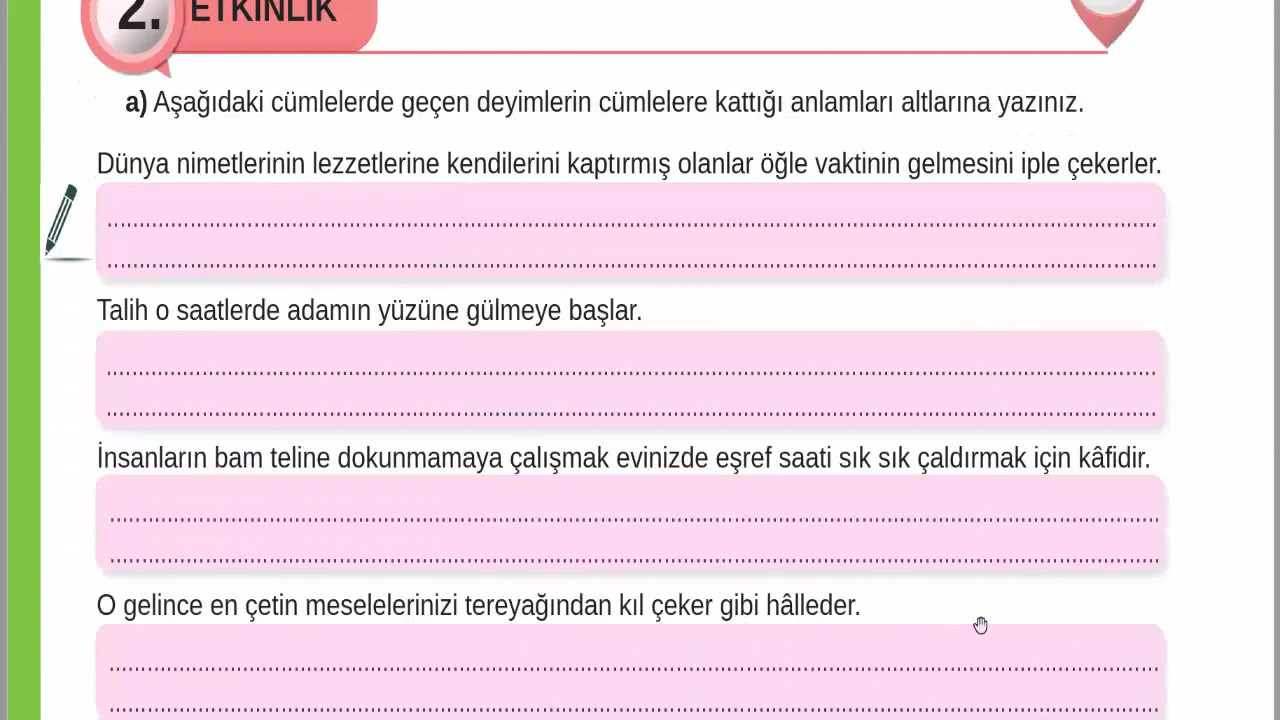 2. ETKİNLİK
a) Aşağıdaki cümlelerde geçen deyimlerin cümlelere kattığı anlamları altlarına yazınız.
Dünya nimetlerinin lezzetlerine kendilerini kaptırmış olanlar öğle vaktinin gelmesini iple çekerler.
Talih o saatlerde adamın yüzüne gülmeye başlar.
İnsanların bam teline dokunmamaya çalışmak evinizde eşref saati sık sık çaldırmak için kâfidir.
O gelince en çetin meselelerinizi tereyağından kıl çeker gibi hâlleder.